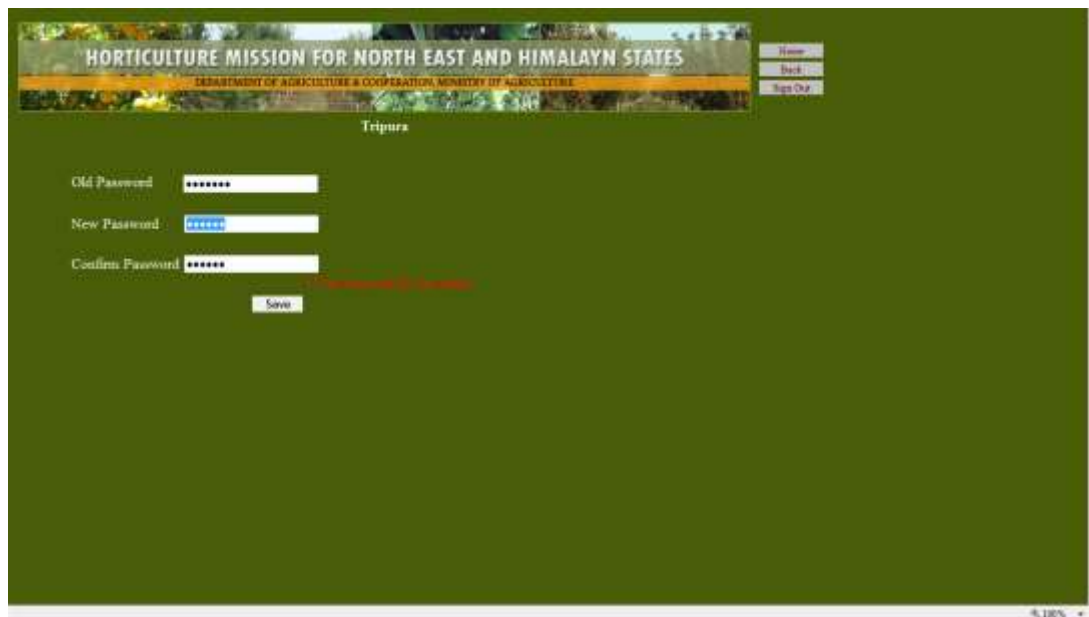 HORTICULTURE MISSION FOR NORTH EAST AND HIMALAYN STATES
DEPARTMENT OF AGRICULTURE & COOPERATION, MINISTRY OF AGRICULTURE
Home
Back
Sign Out
Tripura
Old Password •••••••
New Password ••••••
Confirm Password ••••••
Save
100%